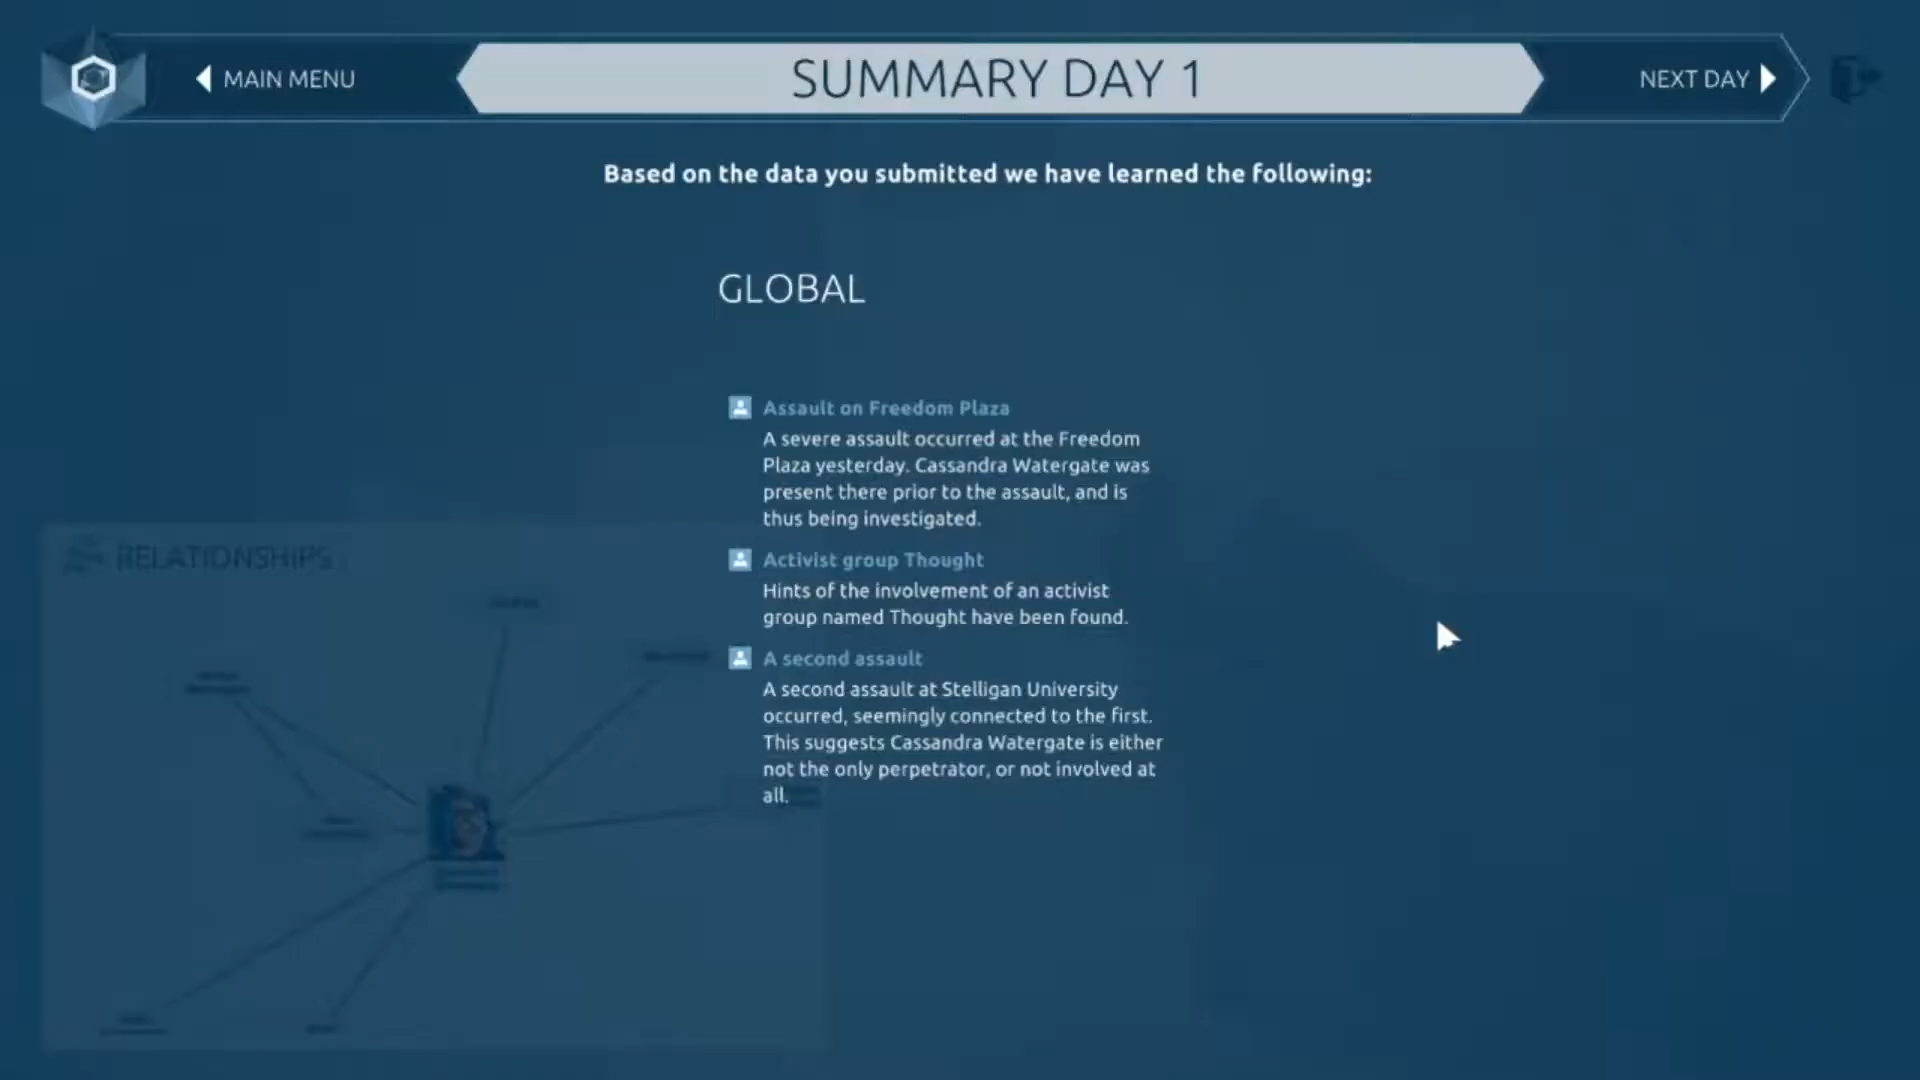 MAIN MENU
SUMMARY DAY 1
NEXT DAY
Based on the data you submitted we have learned the following:
GLOBAL
Assault on Freedom Plaza
A severe assault occurred at the Freedom
Plaza yesterday. Cassandra Watergate was
present there prior to the assault, and is
thus being investigated.
Activist group Thought
Hints of the involvement of an activist
group named Thought have been found.
A second assault
A second assault at Stelligan University
occurred, seemingly connected to the first.
This suggests Cassandra Watergate is either
not the only perpetrator, or not involved at
all.
RELATIONSHIPS